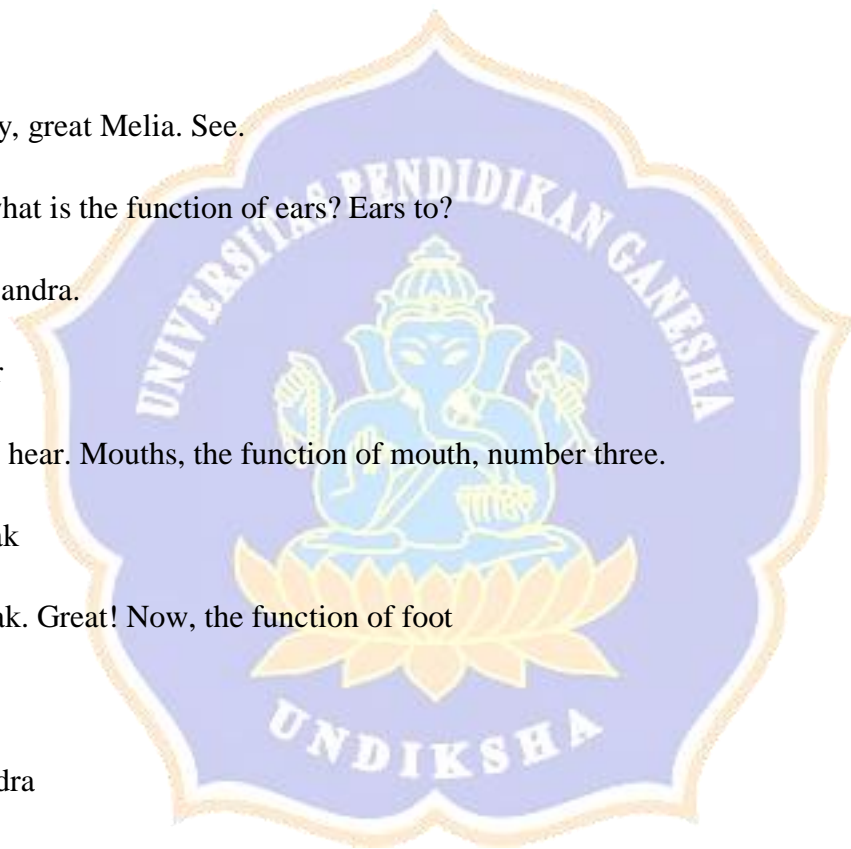 y, great Melia. See.
hat is the function of ears? Ears to?
andra.
hear. Mouths, the function of mouth, number three.
ak
ak. Great! Now, the function of foot
dra
UNIVERSITAS PENDIDIKAN GANESHA
UNDIKSHA